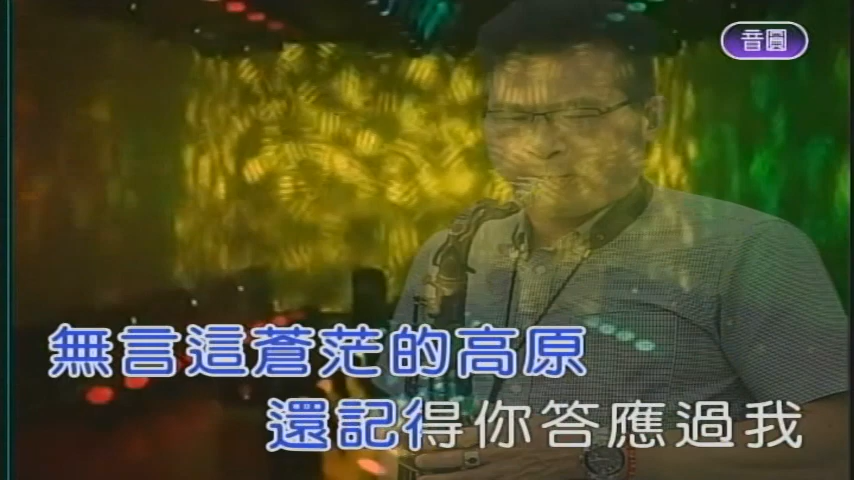 音圓
無言這蒼茫的高原
還記得你答應過我